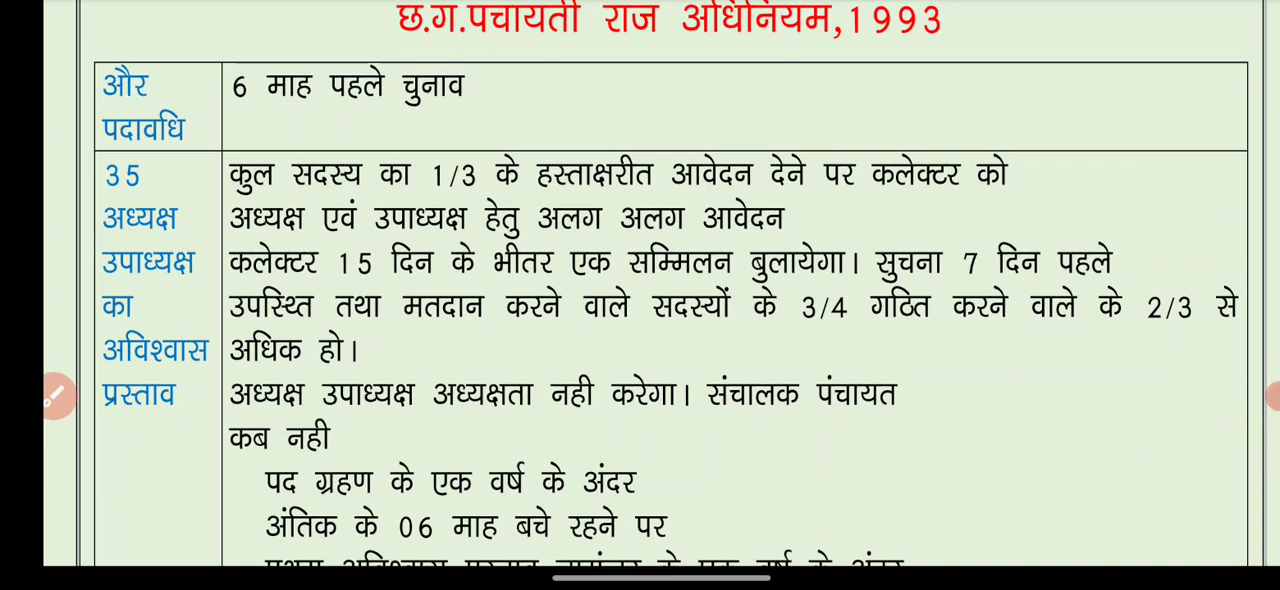 छ.ग.पंचायती राज अधिनियम,1993
और
पदावधि
6 माह पहले चुनाव
35
अध्यक्ष
उपाध्यक्ष
का
अविश्वास
प्रस्ताव
कुल सदस्य का 1/3 के हस्ताक्षरीत आवेदन देने पर कलेक्टर को
अध्यक्ष एवं उपाध्यक्ष हेतु अलग अलग आवेदन
कलेक्टर 15 दिन के भीतर एक सम्मिलन बुलायेगा। सुचना 7 दिन पहले
उपस्थित तथा मतदान करने वाले सदस्यों के 3/4 गठित करने वाले के 2/3 से
अधिक हो।
अध्यक्ष उपाध्यक्ष अध्यक्षता नही करेगा। संचालक पंचायत
कब नही
पद ग्रहण के एक वर्ष के अंदर
अंतिक के 06 माह बचे रहने पर
के एक वर्ष के अंदर